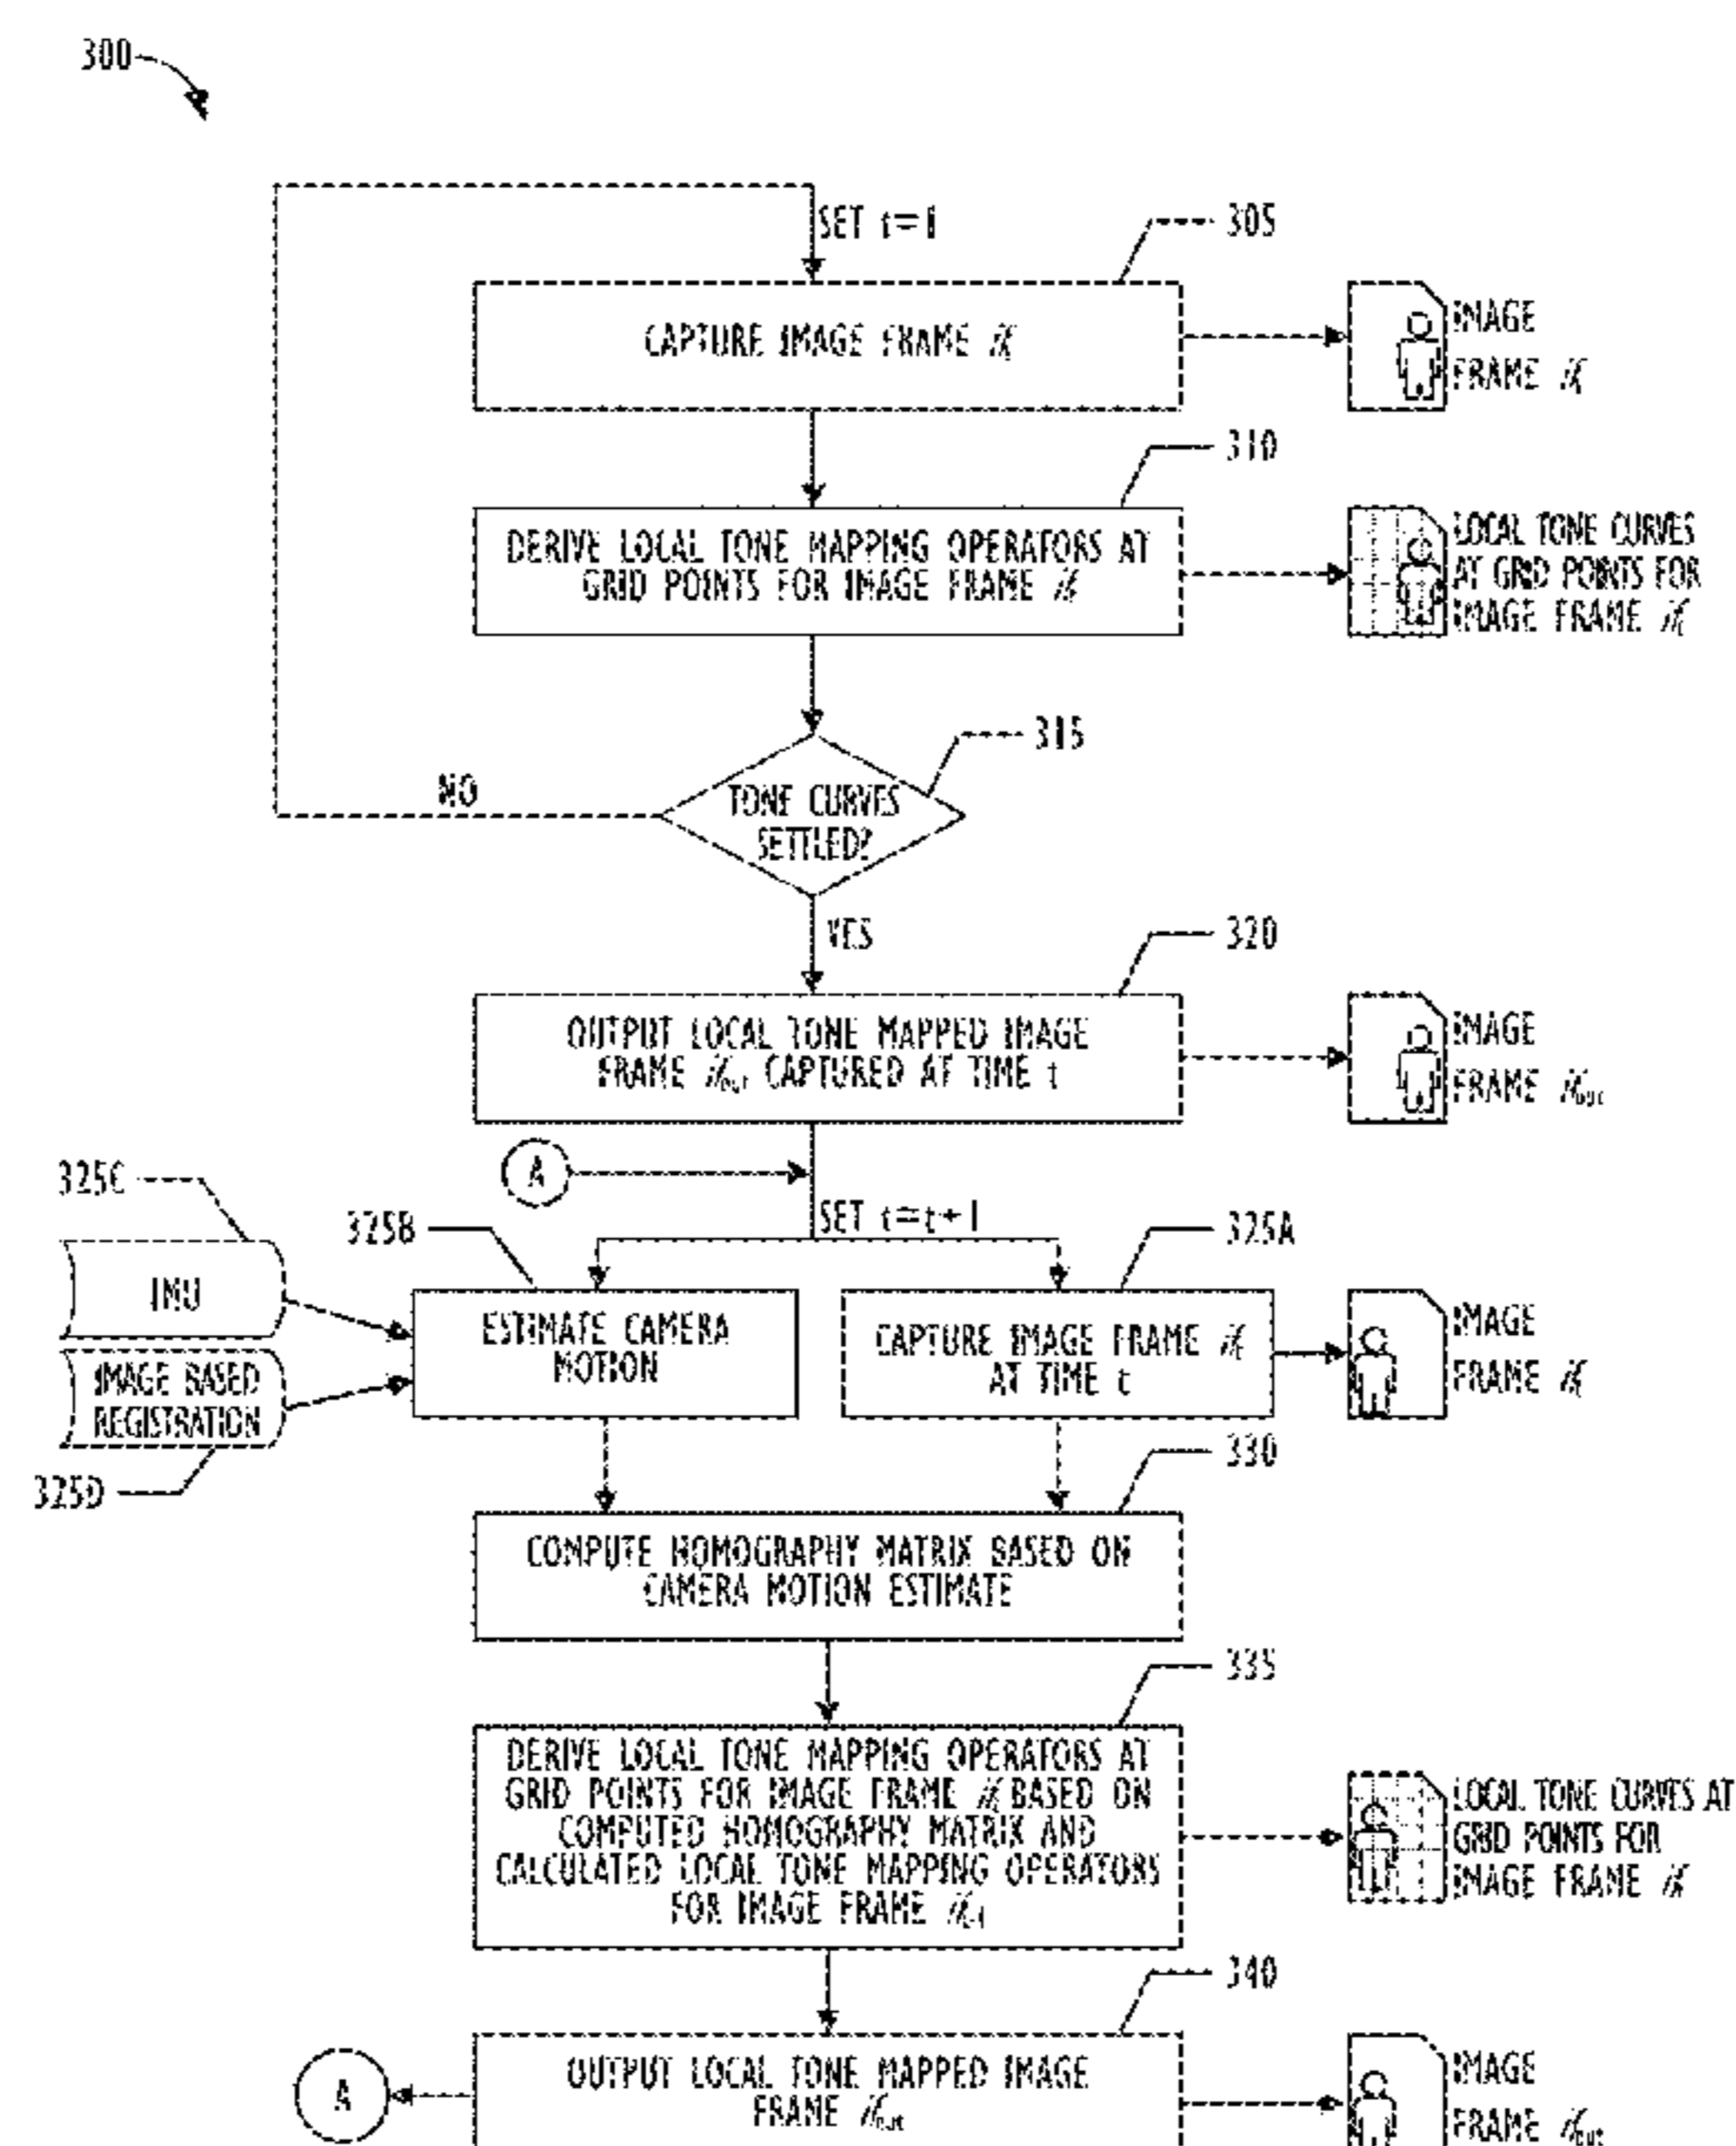 300
SET t=1
305
CAPTURE IMAGE FRAME
IMAGE
FRAME
310
DERIVE LOCAL TONE MAPPING OPERATORS AT
GRID POINTS FOR IMAGE FRAME
LOCAL TONE CURVES
AT GRID POINTS FOR
IMAGE FRAME
315
TONE CURVES
SETTLED?
NO
YES
320
OUTPUT LOCAL TONE MAPPED IMAGE
FRAME CAPTURED AT TIME t
IMAGE
FRAME
A
SET t=t+1
325C
325B
325A
IMU
IMAGE BASED
REGISTRATION
325D
ESTIMATE CAMERA
MOTION
CAPTURE IMAGE FRAME
AT TIME t
IMAGE
FRAME
330
COMPUTE HOMOGRAPHY MATRIX BASED ON
CAMERA MOTION ESTIMATE
335
DERIVE LOCAL TONE MAPPING OPERATORS AT
GRID POINTS FOR IMAGE FRAME BASED ON
COMPUTED HOMOGRAPHY MATRIX AND
CALCULATED LOCAL TONE MAPPING OPERATORS
FOR IMAGE FRAME
LOCAL TONE CURVES AT
GRID POINTS FOR
IMAGE FRAME
340
A
OUTPUT LOCAL TONE MAPPED IMAGE
FRAME
IMAGE
FRAME